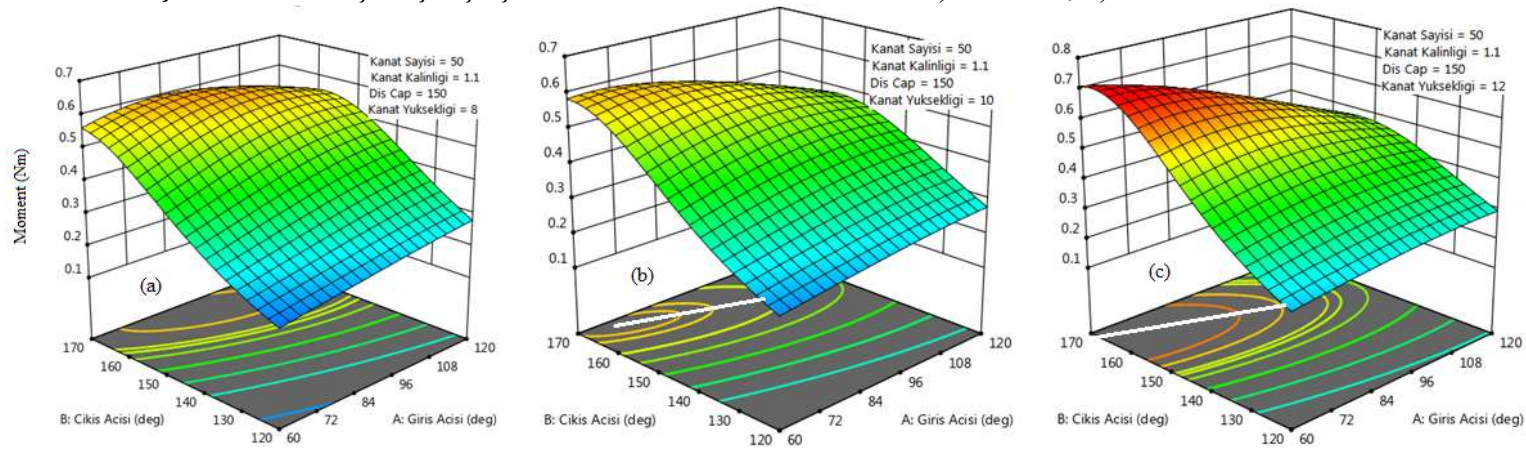 Moment (Nm)
0.7
0.6
0.5
0.4
0.3
0.2
0.1
Kanat Sayisi = 50
Kanat Kalinligi = 1.1
Dis Cap = 150
Kanat Yuksekligi = 8
(a)
170
160
150
140
130
120
60
72
84
96
108
120
B: Cikis Acisi (deg)
A: Giris Acisi (deg)
0.7
0.6
0.5
0.4
0.3
0.2
0.1
Kanat Sayisi = 50
Kanat Kalinligi = 1.1
Dis Cap = 150
Kanat Yuksekligi = 10
(b)
170
160
150
140
130
120
60
72
84
96
108
120
B: Cikis Acisi (deg)
A: Giris Acisi (deg)
0.8
0.7
0.6
0.5
0.4
0.3
0.2
0.1
Kanat Sayisi = 50
Kanat Kalinligi = 1.1
Dis Cap = 150
Kanat Yuksekligi = 12
(c)
170
160
150
140
130
120
60
72
84
96
108
120
B: Cikis Acisi (deg)
A: Giris Acisi (deg)